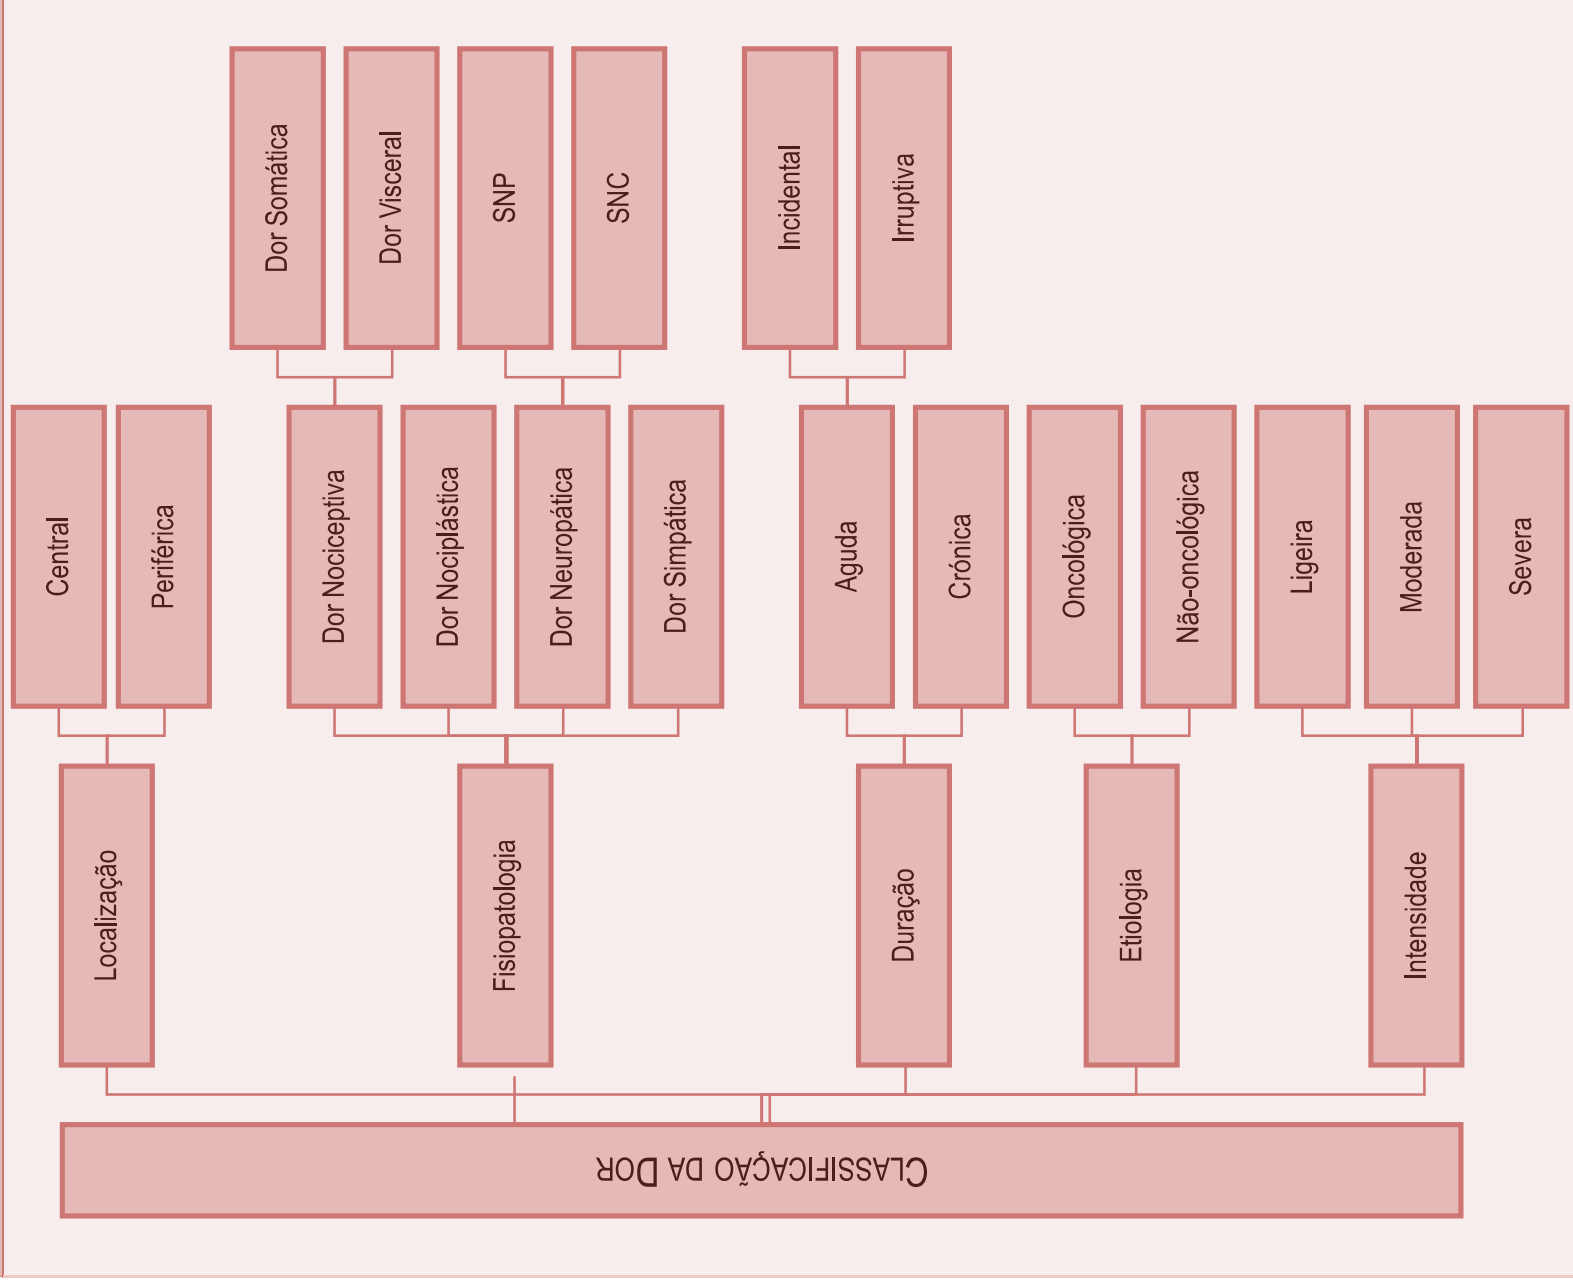 CLASSIFICAÇÃO DA DOR
Localização
Central
Periférica
Fisiopatologia
Dor Nociceptiva
Dor Somática
Dor Visceral
Dor Nociplástica
Dor Neuropática
SNP
SNC
Dor Simpática
Duração
Aguda
Incidental
Irruptiva
Crónica
Etiologia
Oncológica
Não-oncológica
Intensidade
Ligeira
Moderada
Severa